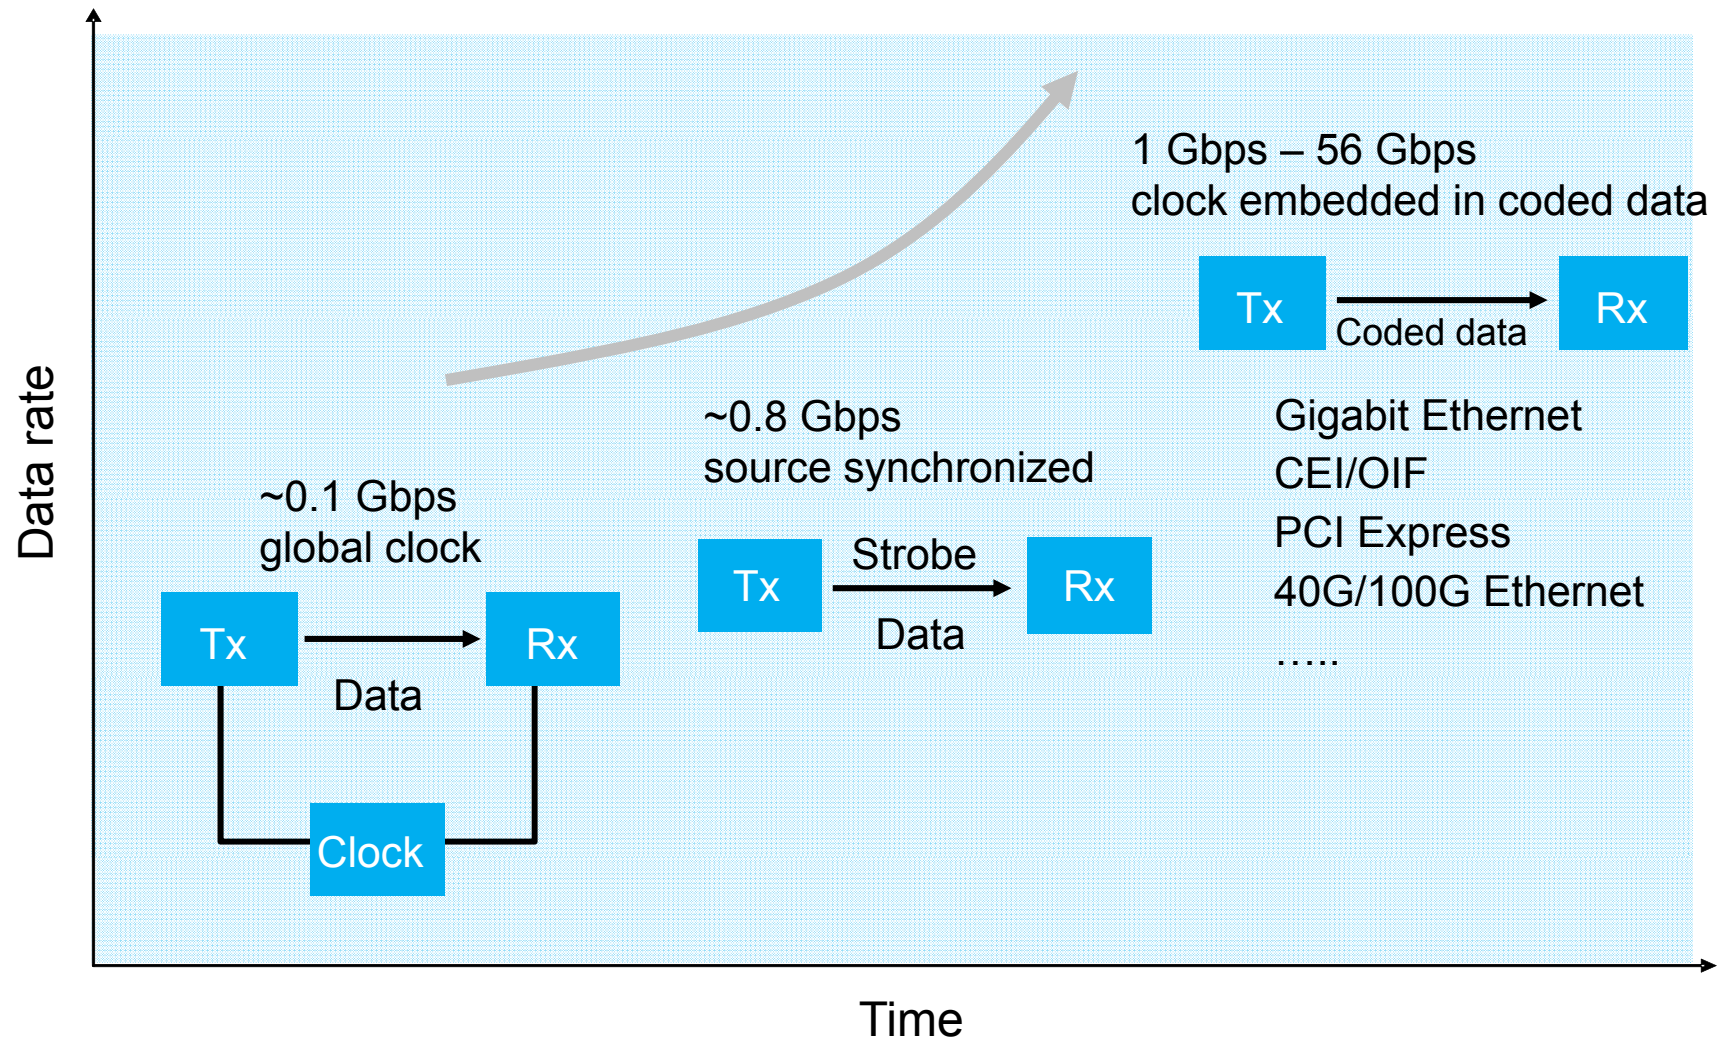 1 Gbps – 56 Gbps
clock embedded in coded data
Tx
Rx
Coded data
Gigabit Ethernet
CEI/OIF
PCI Express
40G/100G Ethernet
.....
~0.8 Gbps
source synchronized
Tx
Strobe
Data
Rx
~0.1 Gbps
global clock
Tx
Data
Rx
Clock
Data rate
Time